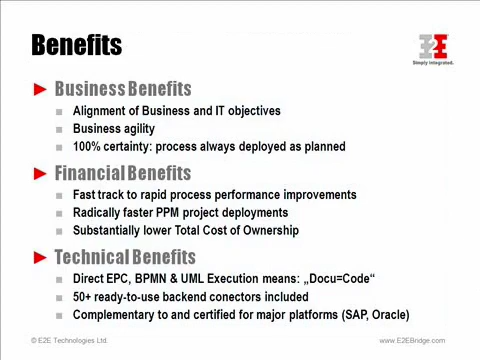 Benefits
E2E
Simply integrated.
Business Benefits
Alignment of Business and IT objectives
Business agility
100% certainty: process always deployed as planned
Financial Benefits
Fast track to rapid process performance improvements
Radically faster PPM project deployments
Substantially lower Total Cost of Ownership
Technical Benefits
Direct EPC, BPMN & UML Execution means: „Docu=Code“
50+ ready-to-use backend conectors included
Complementary to and certified for major platforms (SAP, Oracle)
© E2E Technologies Ltd.
www.E2EBridge.com